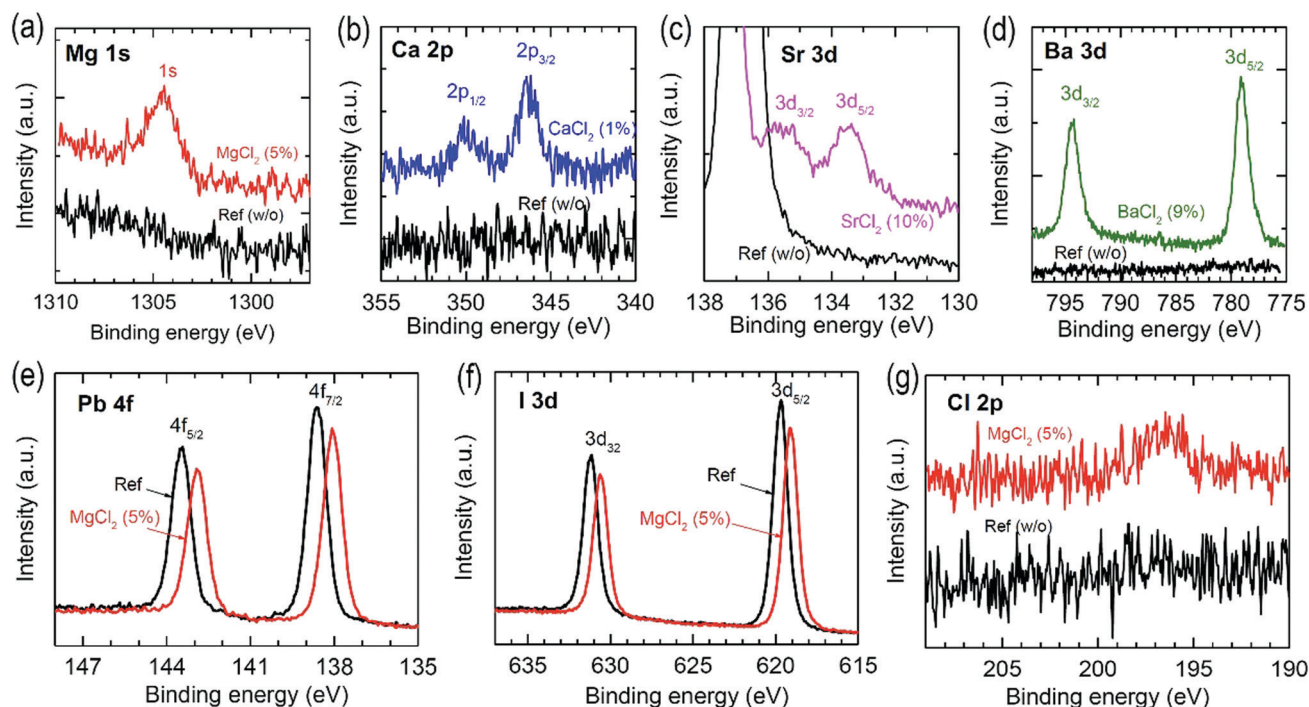 (a)
Mg 1s
1s
MgCl2 (5%)
Ref (w/o)
Intensity (a.u.)
1310 1305 1300
Binding energy (eV)
(b)
Ca 2p
2p3/2
2p1/2
CaCl2 (1%)
Ref (w/o)
Intensity (a.u.)
355 350 345 340
Binding energy (eV)
(c)
Sr 3d
3d3/2 3d5/2
SrCl2 (10%)
Ref (w/o)
Intensity (a.u.)
138 136 134 132 130
Binding energy (eV)
(d)
Ba 3d
3d5/2
3d3/2
BaCl2 (9%)
Ref (w/o)
Intensity (a.u.)
795 790 785 780 775
Binding energy (eV)
(e)
Pb 4f
4f7/2
4f5/2
Ref
MgCl2 (5%)
Intensity (a.u.)
147 144 141 138 135
Binding energy (eV)
(f)
I 3d
3d5/2
3d32
Ref
MgCl2 (5%)
Intensity (a.u.)
635 630 625 620 615
Binding energy (eV)
(g)
Cl 2p
MgCl2 (5%)
Ref (w/o)
Intensity (a.u.)
205 200 195 190
Binding energy (eV)